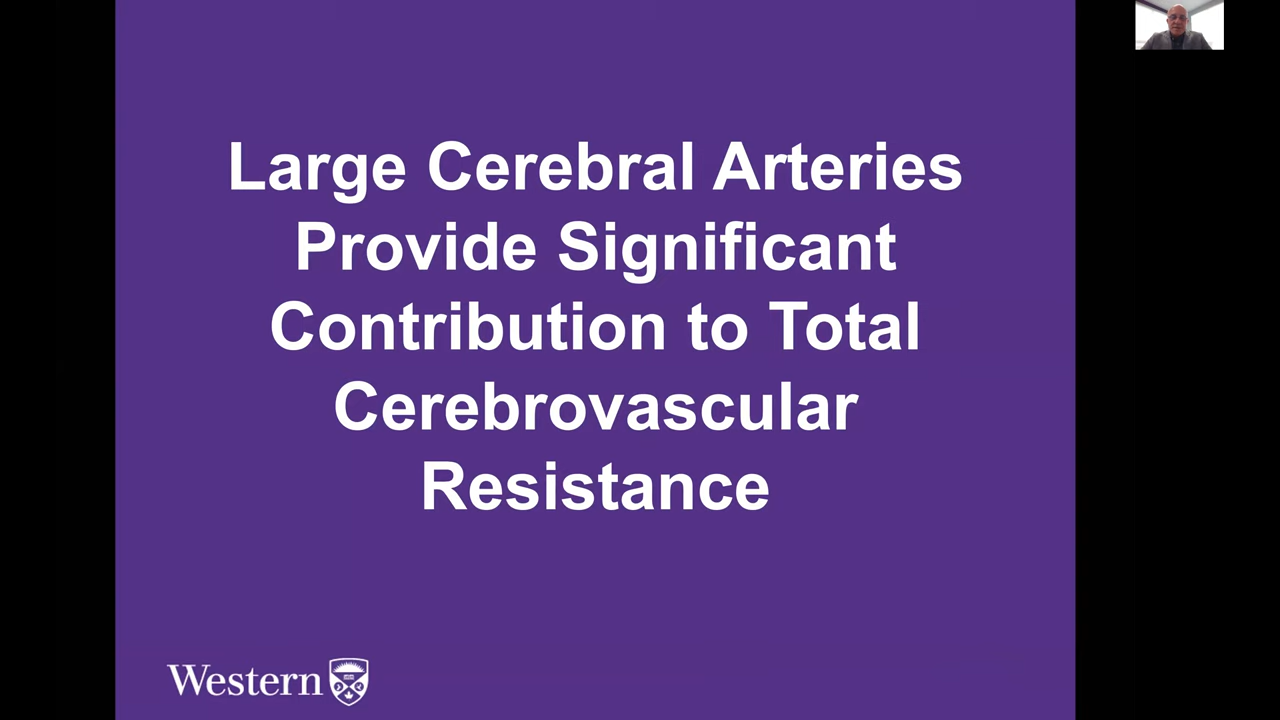 Large Cerebral Arteries
Provide Significant
Contribution to Total
Cerebrovascular
Resistance
Western